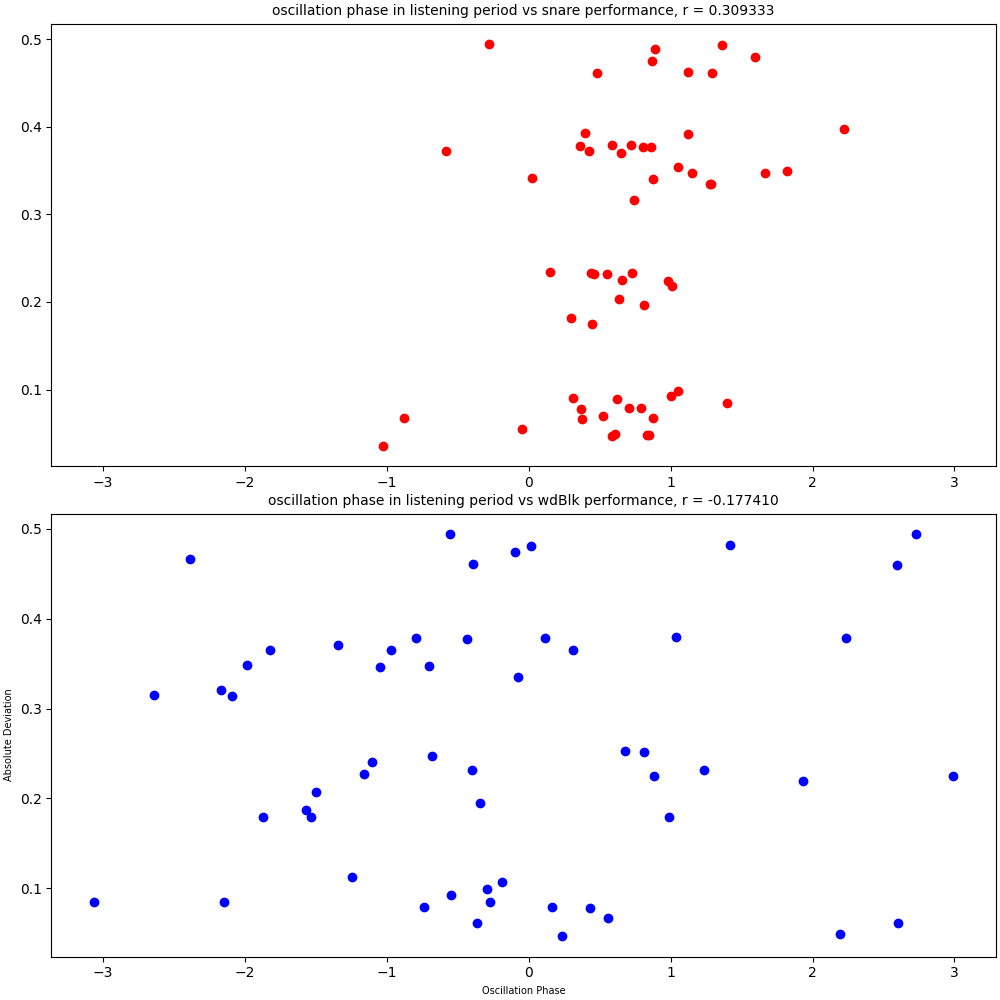 oscillation phase in listening period vs snare performance, r = 0.309333
0.5
0.4
0.3
0.2
0.1
−3 −2 −1 0 1 2 3
oscillation phase in listening period vs wdBlk performance, r = -0.177410
0.5
0.4
0.3
0.2
0.1
Absolute Deviation
−3 −2 −1 0 1 2 3
Oscillation Phase